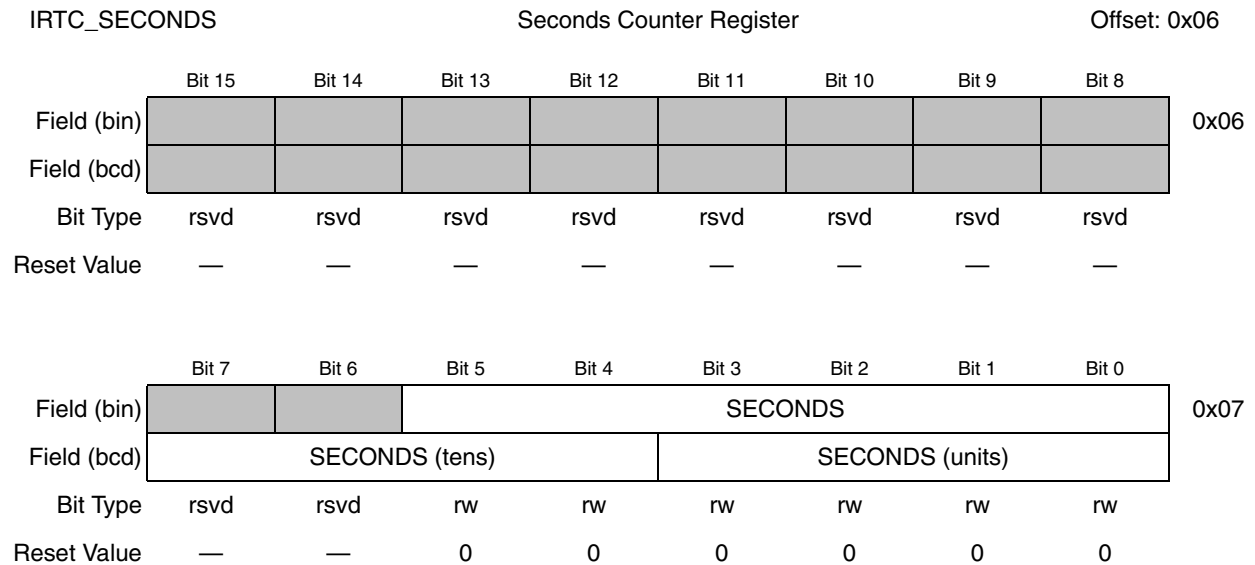 IRTC_SECONDS Seconds Counter Register Offset: 0x06
Bit 15 Bit 14 Bit 13 Bit 12 Bit 11 Bit 10 Bit 9 Bit 8
Field (bin) 0x06
Field (bcd)
Bit Type rsvd rsvd rsvd rsvd rsvd rsvd rsvd rsvd
Reset Value — — — — — — — —
Bit 7 Bit 6 Bit 5 Bit 4 Bit 3 Bit 2 Bit 1 Bit 0
Field (bin) SECONDS 0x07
Field (bcd) SECONDS (tens) SECONDS (units)
Bit Type rsvd rsvd rw rw rw rw rw rw
Reset Value — — 0 0 0 0 0 0